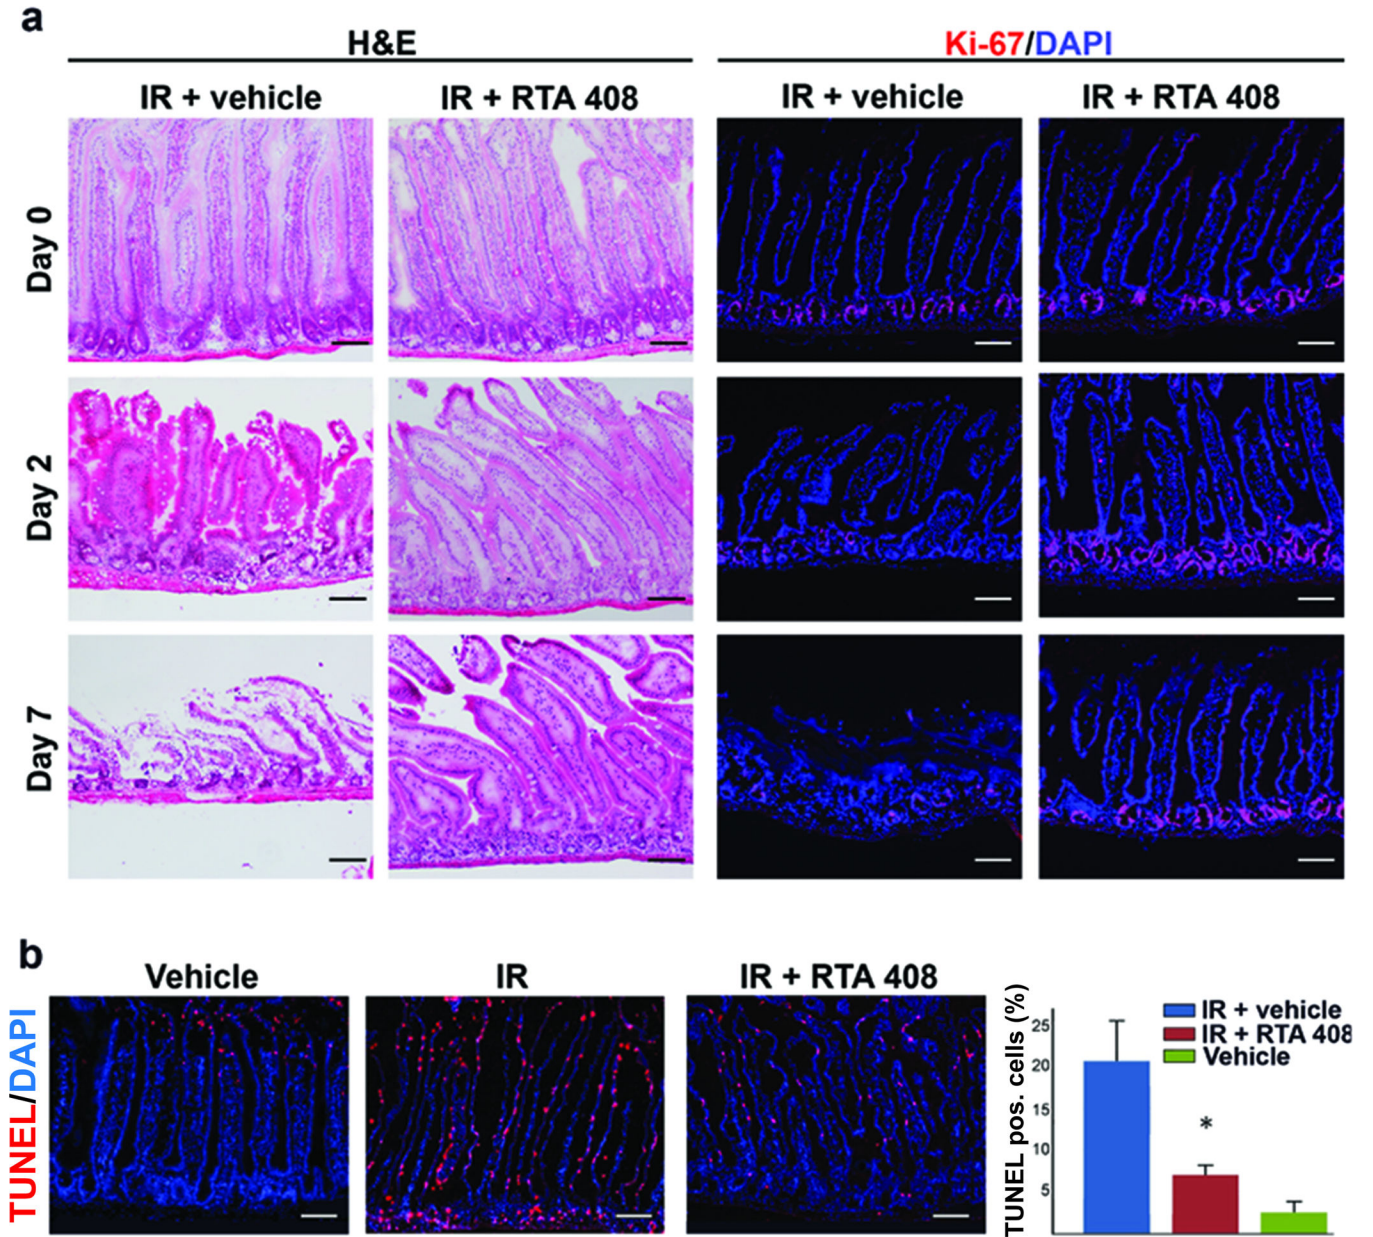 a
H&E
Ki-67/DAPI
IR + vehicle
IR + RTA 408
IR + vehicle
IR + RTA 408
Day 0
Day 2
Day 7
b
Vehicle
IR
IR + RTA 408
TUNEL/DAPI
TUNEL pos. cells (%)
25
20
15
10
5
*
IR + vehicle
IR + RTA 408
Vehicle